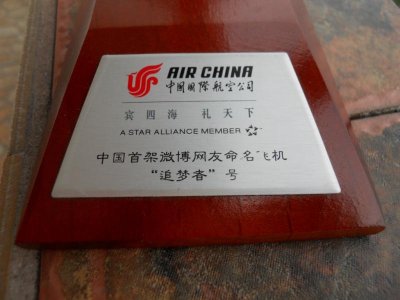 AIR CHINA
中国国際航空公司
宾四海 礼天下
A STAR ALLIANCE MEMBER
中国首架微博网友命名飞机
“追梦者”号